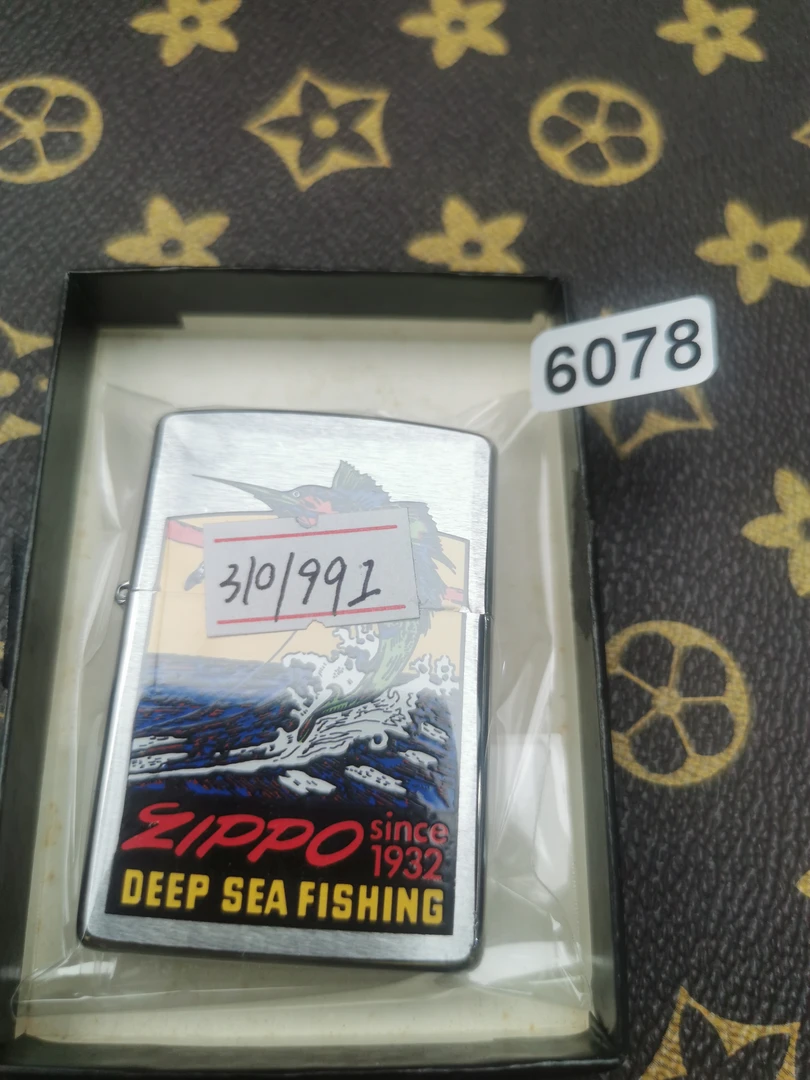 6078
310/991
ZIPPO since
1932
DEEP SEA FISHING